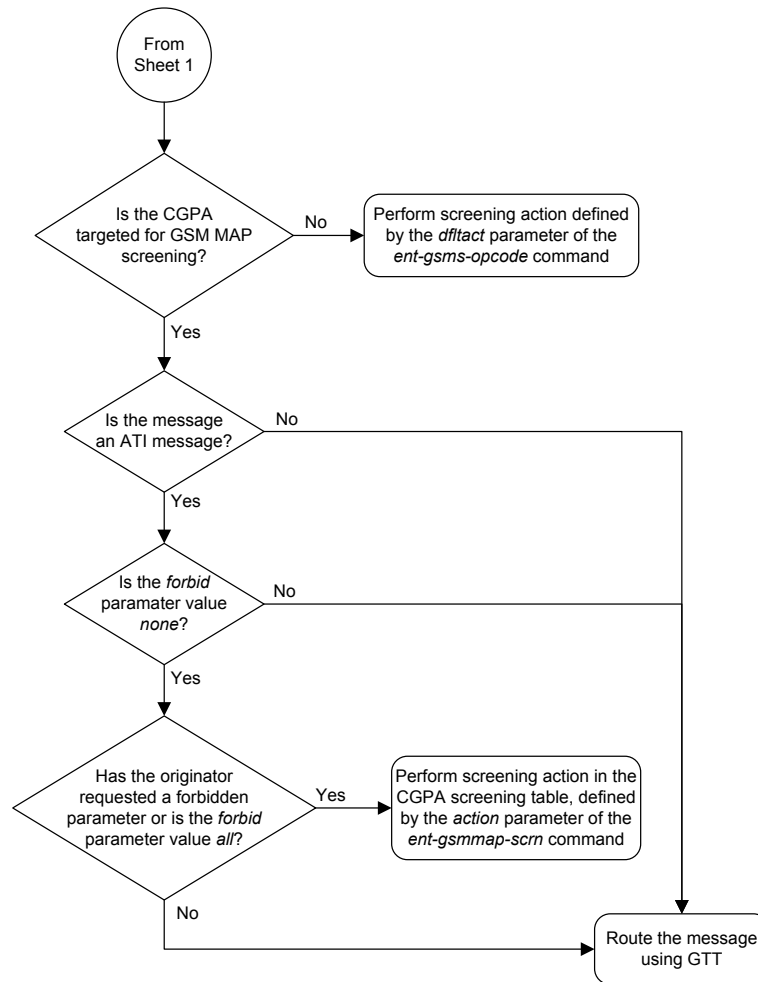 From
Sheet 1
Is the CGPA
targeted for GSM MAP
screening?
No
Perform screening action defined
by the dfltact parameter of the
ent-gsms-opcode command
Yes
Is the message
an ATI message?
No
Yes
Is the forbid
paramater value
none?
No
Yes
Has the originator
requested a forbidden
parameter or is the forbid
parameter value all?
Yes
Perform screening action in the
CGPA screening table, defined
by the action parameter of the
ent-gsmmap-scrn command
No
Route the message
using GTT